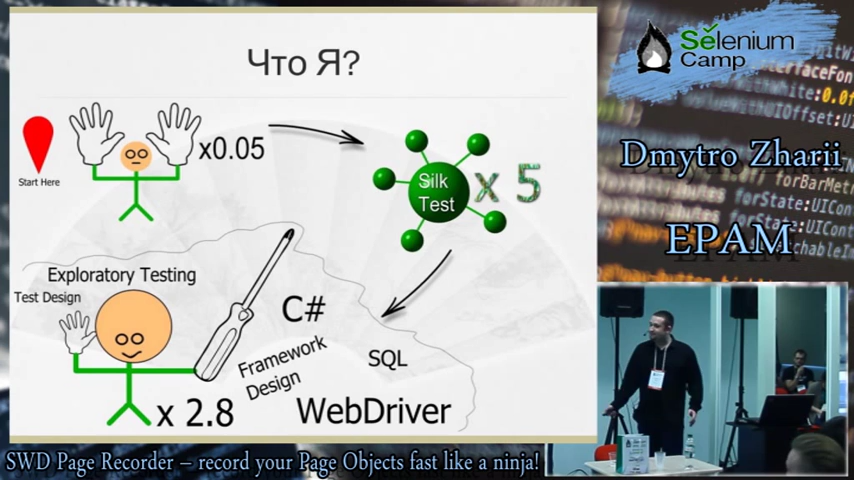 Что Я?
Start Here
x0.05
Silk
Test
x 5
Exploratory Testing
Test Design
C#
Framework
Design
SQL
WebDriver
x 2.8
Selenium
Camp
Dmytro Zharii
EPAM
SWD Page Recorder – record your Page Objects fast like a ninja!